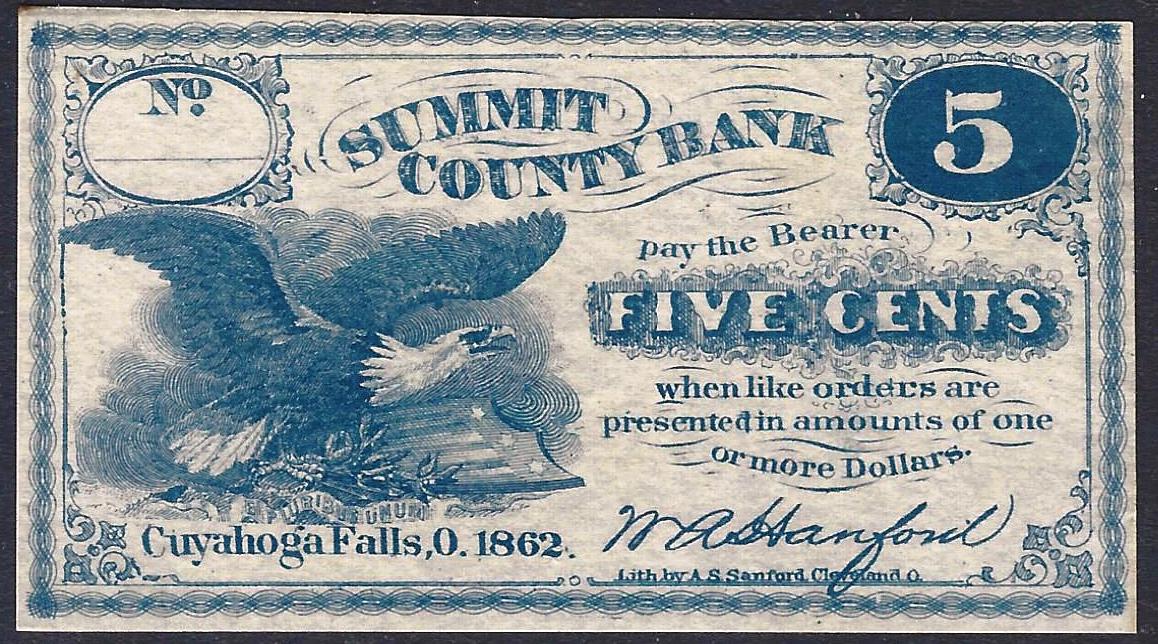 No.
SUMMIT
COUNTY BANK
5
pay the Bearer
FIVE CENTS
when like orders are
presented in amounts of one
or more Dollars.
E PLURIBUS UNUM
Cuyahoga Falls, O. 1862.
W A Hanford
Lith by A S Sanford Cleveland O.